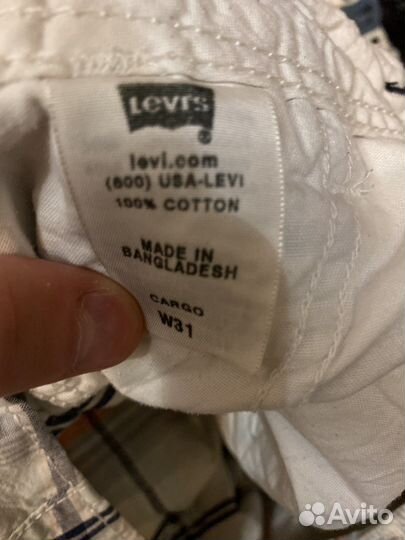 Levi's
®
levi.com
(800) USA-LEVI
100% COTTON
MADE IN
BANGLADESH
CARGO
W31
Avito